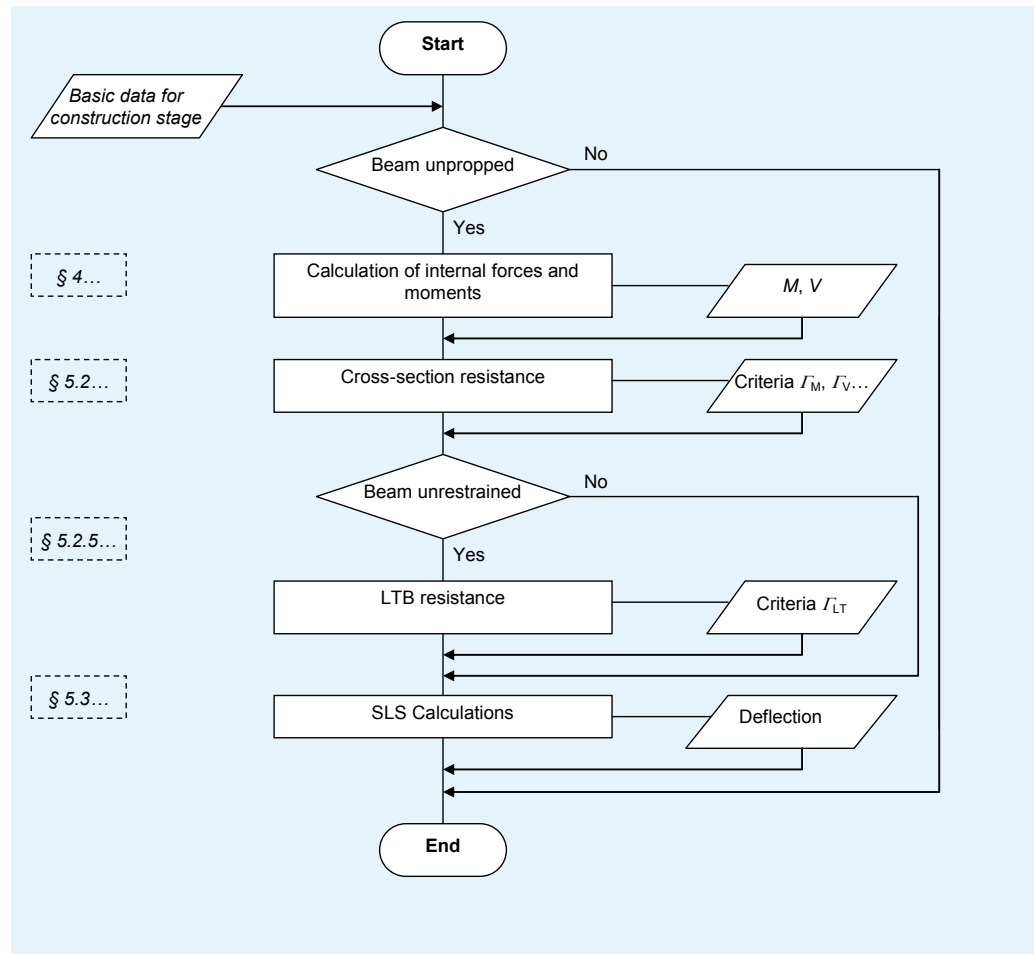 Start
Basic data for
construction stage
Beam unpropped
No
Yes
§ 4…
Calculation of internal forces and
moments
M, V
§ 5.2…
Cross-section resistance
Criteria ΓM, ΓV…
Beam unrestrained
No
§ 5.2.5…
Yes
LTB resistance
Criteria ΓLT
§ 5.3…
SLS Calculations
Deflection
End